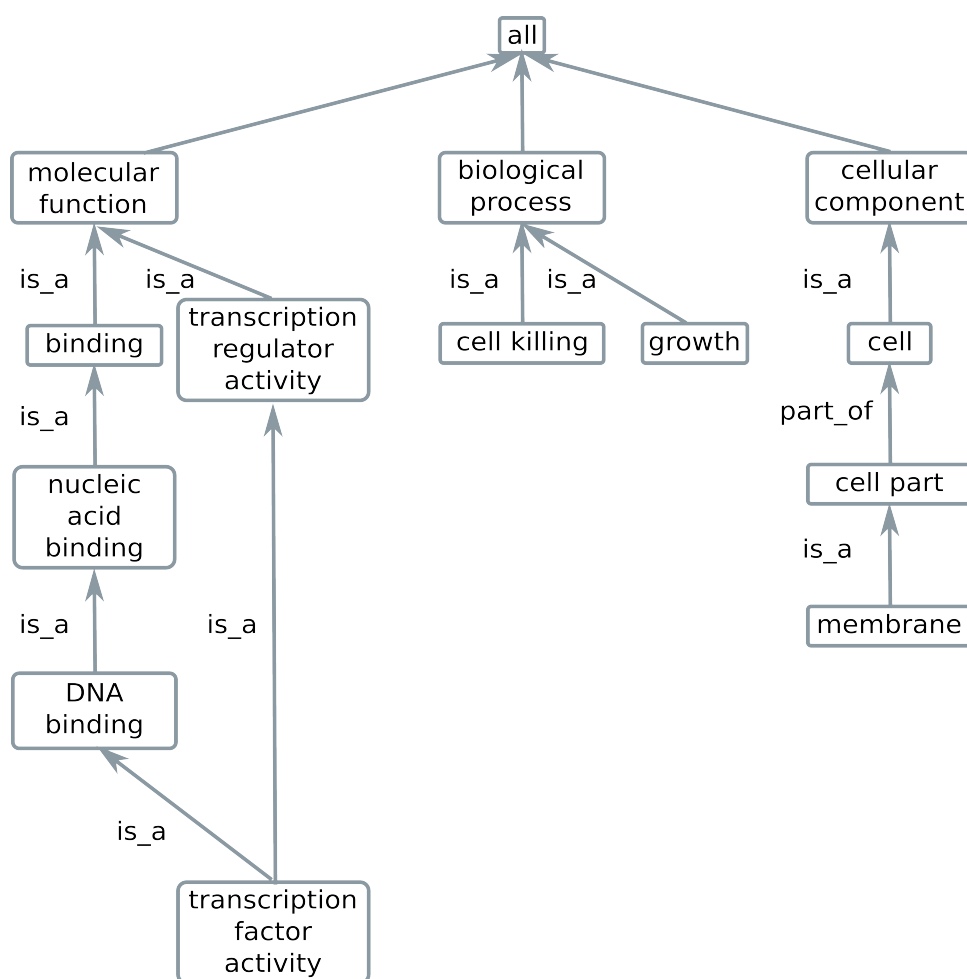 all
molecular
function
biological
process
cellular
component
is_a
is_a
is_a
is_a
is_a
transcription
regulator
activity
binding
cell killing
growth
cell
is_a
part_of
nucleic
acid
binding
cell part
is_a
is_a
is_a
membrane
DNA
binding
is_a
transcription
factor
activity